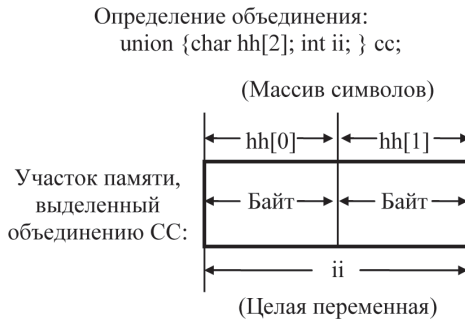 Определение объединения:
union {char hh[2]; int ii; } cc;
(Массив символов)
hh[0] hh[1]
Участок памяти,
выделенный
объединению СС:
Байт Байт
ii
(Целая переменная)